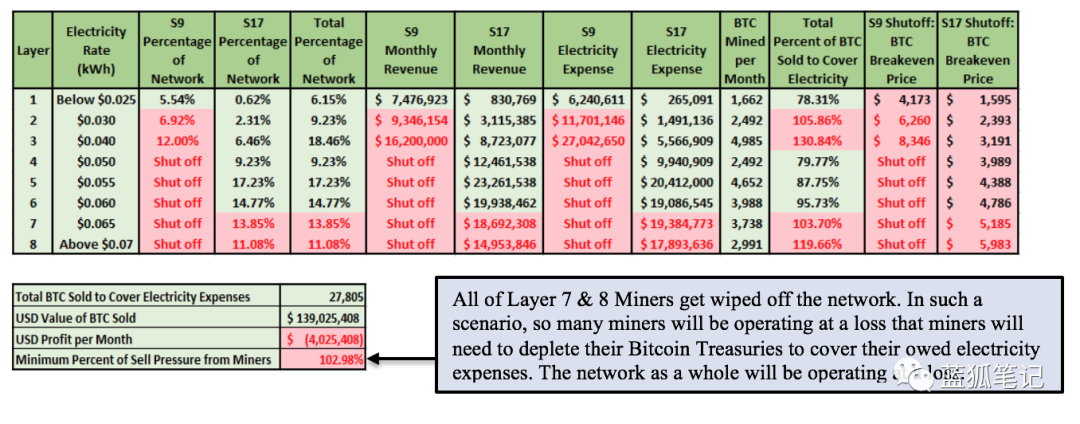 Layer Electricity Rate (kWh) S9 Percentage of Network S17 Percentage of Network Total Percentage of Network S9 Monthly Revenue S17 Monthly Revenue S9 Electricity Expense S17 Electricity Expense BTC Mined per Month Total Percent of BTC Sold to Cover Electricity S9 Shutoff: BTC Breakeven Price S17 Shutoff: BTC Breakeven Price
1 Below $0.025 5.54% 0.62% 6.15% $ 7,476,923 $ 830,769 $ 6,240,611 $ 265,091 1,662 78.31% $ 4,173 $ 1,595
2 $0.030 6.92% 2.31% 9.23% $ 9,346,154 $ 3,115,385 $ 11,701,146 $ 1,491,136 2,492 105.86% $ 6,260 $ 2,393
3 $0.040 12.00% 6.46% 18.46% $ 16,200,000 $ 8,723,077 $ 27,042,650 $ 5,566,909 4,985 130.84% $ 8,346 $ 3,191
4 $0.050 Shut off 9.23% 9.23% Shut off $ 12,461,538 Shut off $ 9,940,909 2,492 79.77% Shut off $ 3,989
5 $0.055 Shut off 17.23% 17.23% Shut off $ 23,261,538 Shut off $ 20,412,000 4,652 87.75% Shut off $ 4,388
6 $0.060 Shut off 14.77% 14.77% Shut off $ 19,938,462 Shut off $ 19,086,545 3,988 95.73% Shut off $ 4,786
7 $0.065 Shut off 13.85% 13.85% Shut off $ 18,692,308 Shut off $ 19,384,773 3,738 103.70% Shut off $ 5,185
8 Above $0.07 Shut off 11.08% 11.08% Shut off $ 14,953,846 Shut off $ 17,893,636 2,991 119.66% Shut off $ 5,983
Total BTC Sold to Cover Electricity Expenses 27,805
USD Value of BTC Sold $ 139,025,408
USD Profit per Month $ (4,025,408)
Minimum Percent of Sell Pressure from Miners 102.98%
All of Layer 7 & 8 Miners get wiped off the network. In such a
scenario, so many miners will be operating at a loss that miners will
need to deplete their Bitcoin Treasuries to cover their owed electricity
expenses. The network as a whole will be operating loss.
蓝狐笔记